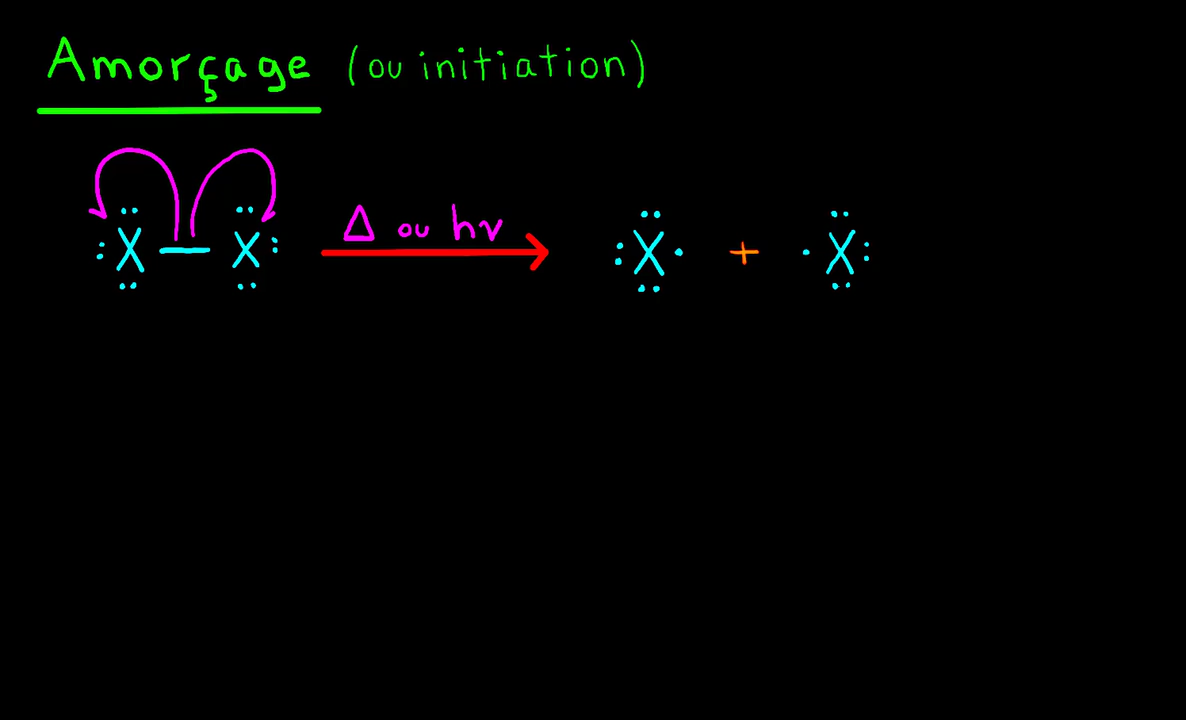 Amorçage (ou initiation)
Δ ou hν
X — X X + X